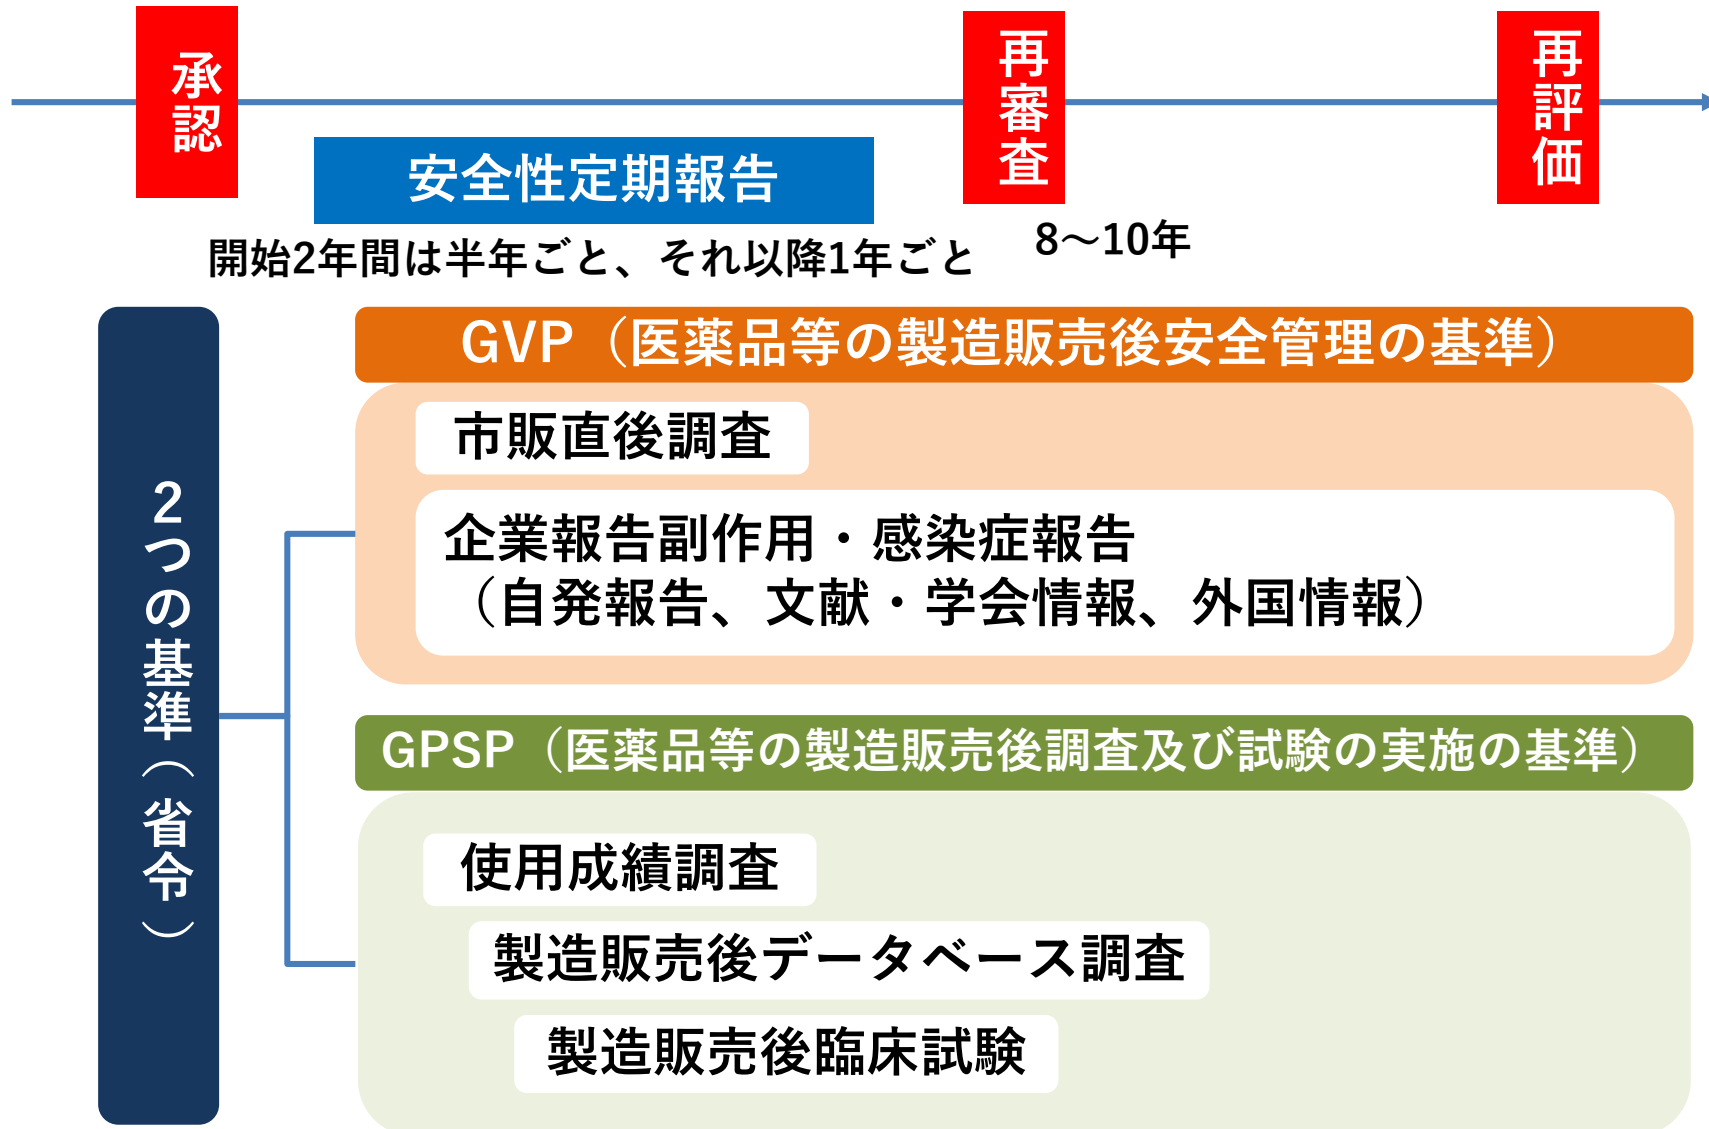 承認
再審査
再評価
安全性定期報告
開始2年間は半年ごと、それ以降1年ごと
8～10年
2つの基準（省令）
GVP（医薬品等の製造販売後安全管理の基準）
市販直後調査
企業報告副作用・感染症報告
（自発報告、文献・学会情報、外国情報）
GPSP（医薬品等の製造販売後調査及び試験の実施の基準）
使用成績調査
製造販売後データベース調査
製造販売後臨床試験